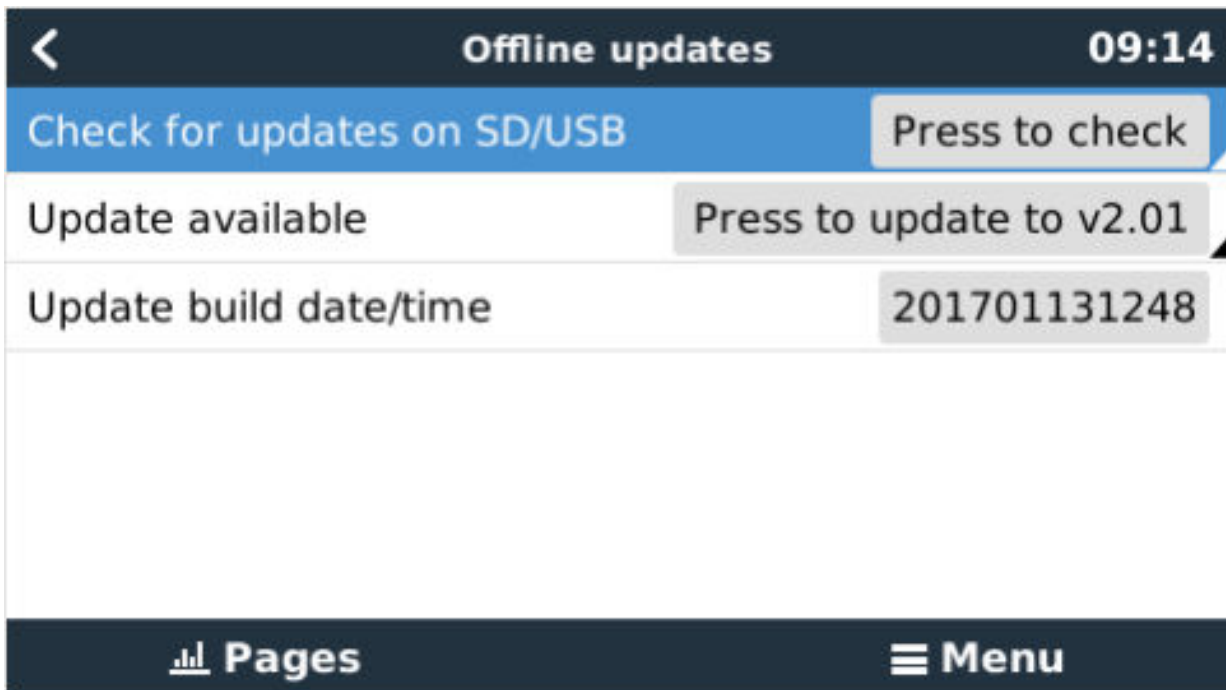 Offline updates 09:14
Check for updates on SD/USB Press to check
Update available Press to update to v2.01
Update build date/time 201701131248
Pages Menu